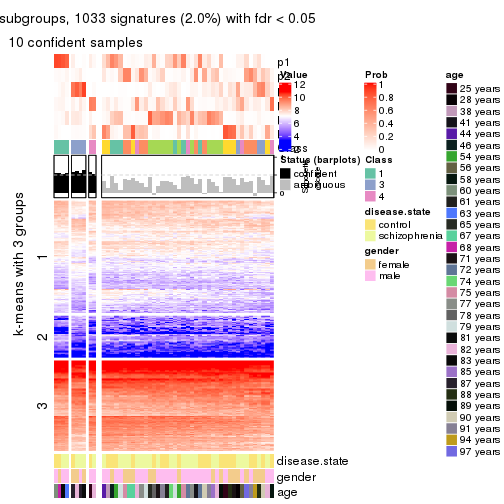 subgroups, 1033 signatures (2.0%) with fdr < 0.05
10 confident samples
p1
p2
Value
12
10
8
6
4
2
Prob
1
0.8
0.6
0.4
0.2
0
Class
Status (barplots)
confident
ambiguous
0
Class
1
3
4
disease.state
control
schizophrenia
gender
female
male
k-means with 3 groups
1
2
3
disease.state
gender
age
age
25 years
28 years
38 years
41 years
44 years
46 years
54 years
56 years
58 years
60 years
61 years
63 years
65 years
67 years
68 years
71 years
72 years
74 years
75 years
77 years
78 years
79 years
81 years
82 years
83 years
85 years
87 years
88 years
89 years
90 years
91 years
94 years
97 years